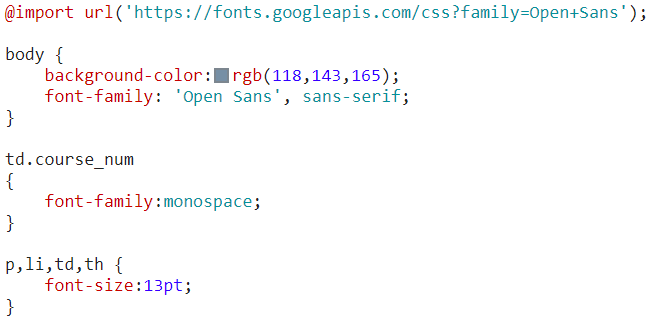 @import url('https://fonts.googleapis.com/css?family=Open+Sans');
body {
background-color: rgb(118,143,165);
font-family: 'Open Sans', sans-serif;
}
td.course_num
{
font-family:monospace;
}
p,li,td,th {
font-size:13pt;
}